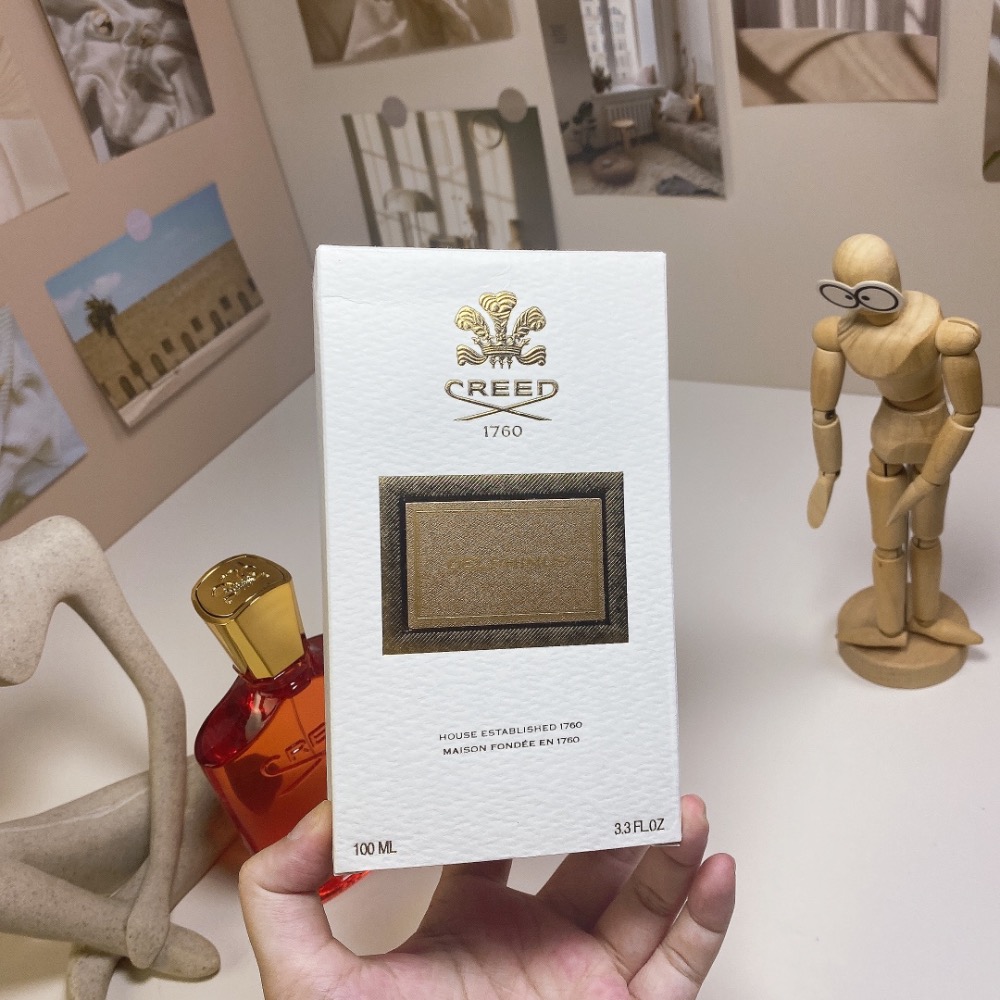 CREED
1760
HOUSE ESTABLISHED 1760
MAISON FONDÉE EN 1760
100 ML
3.3 FL.OZ